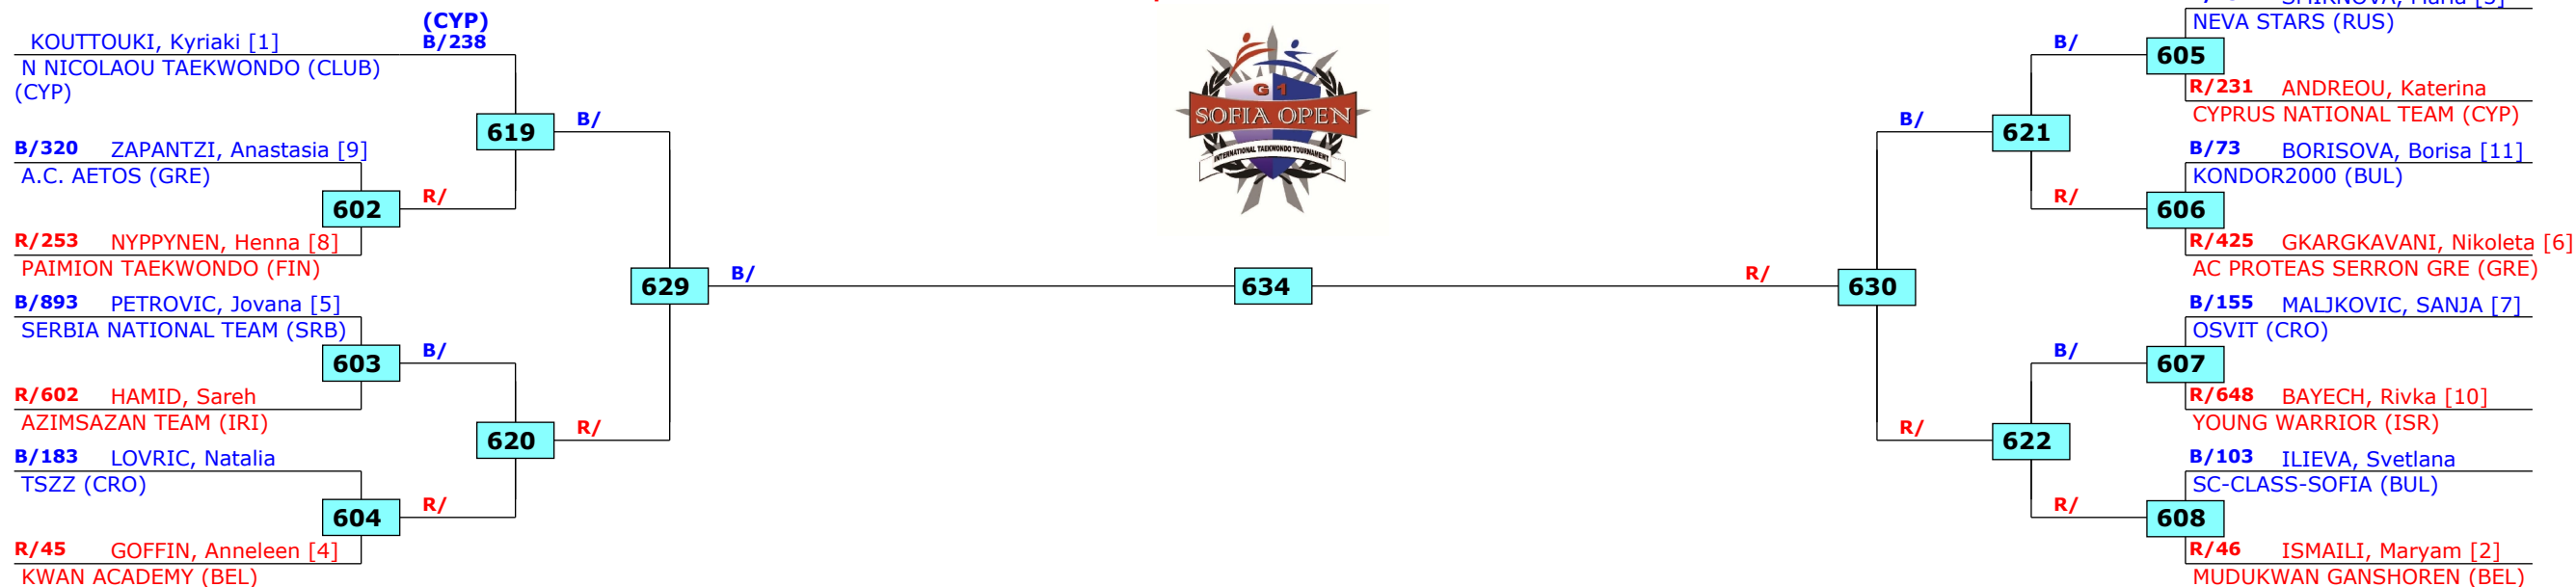 (CYP)
KOUTTOUKI, Kyriaki [1] B/238
N NICOLAOU TAEKWONDO (CLUB)
(CYP)
619 B/
B/320 ZAPANTZI, Anastasia [9]
A.C. AETOS (GRE)
602 R/
R/253 NYPPYNEN, Henna [8]
PAIMION TAEKWONDO (FIN)
629 B/
B/893 PETROVIC, Jovana [5]
SERBIA NATIONAL TEAM (SRB)
603 B/
R/602 HAMID, Sareh
AZIMSAZAN TEAM (IRI)
620 R/
B/183 LOVRIC, Natalia
TSZZ (CRO)
604 R/
R/45 GOFFIN, Anneleen [4]
KWAN ACADEMY (BEL)
G 1
SOFIA OPEN
INTERNATIONAL TAEKWONDO TOURNAMENT
634
NEVA STARS (RUS)
B/ 605
R/231 ANDREOU, Katerina
CYPRUS NATIONAL TEAM (CYP)
B/ 621
B/73 BORISOVA, Borisa [11]
KONDOR2000 (BUL)
R/ 606
R/425 GKARGKAVANI, Nikoleta [6]
AC PROTEAS SERRON GRE (GRE)
R/ 630
B/155 MALJKOVIC, SANJA [7]
OSVIT (CRO)
B/ 607
R/648 BAYECH, Rivka [10]
YOUNG WARRIOR (ISR)
R/ 622
B/103 ILIEVA, Svetlana
SC-CLASS-SOFIA (BUL)
R/ 608
R/46 ISMAILI, Maryam [2]
MUDUKWAN GANSHOREN (BEL)